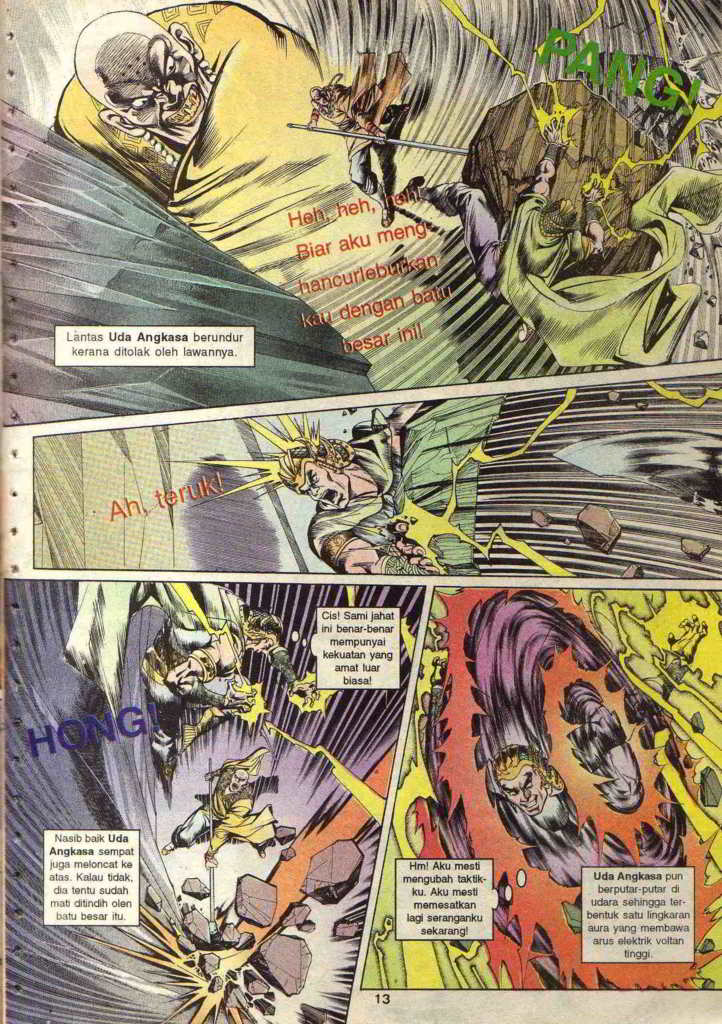 PANG!
Heh, heh, heh!
Biar aku meng-
hancurleburkan
kau dengan batu
besar ini!
Lantas Uda Angkasa berundur
kerana ditolak oleh lawannya.
Ah, teruk!
Cis! Sami jahat
ini benar-benar
mempunyai
kekuatan yang
amat luar
biasa!
HONG!
Nasib baik Uda
Angkasa sempat
juga meloncat ke
atas. Kalau tidak,
dia tentu sudah
mati ditindih olen
batu besar itu.
Hm! Aku mesti
mengubah taktik-
ku. Aku mesti
memesatkan
lagi seranganku
sekarang!
Uda Angkasa pun
berputar-putar di
udara sehingga ter-
bentuk satu lingkaran
aura yang membawa
arus elektrik voltan
tinggi.
13